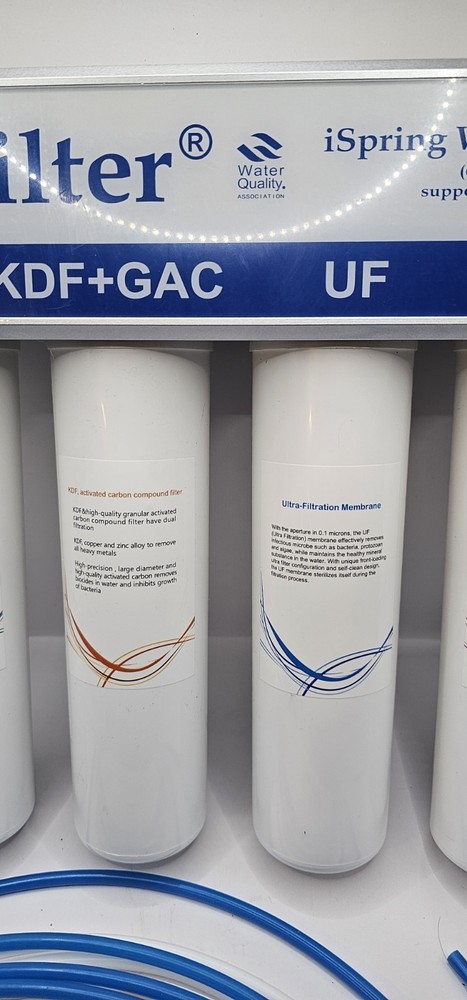 ilter®
Water
Quality.
ASSOCIATION
iSpring W
(
suppo
KDF+GAC
UF
KDF, activated carbon compound filter
KDF&high-quality granular activated
carbon compound filter have dual
filtration
KDF, copper and zinc alloy to remove
all heavy metals
High-precision , large diameter and
high-quality activated carbon removes
biocides in water and inhibits growth
of bacteria
Ultra-Filtration Membrane
With the aperture in 0.1 microns, the UF
(Ultra Filtration) membrane effectively removes
infectious microbe such as bacteria, protozoan
and algae, while maintains the healthy mineral
substance in the water. With unique front-loading
ultra filter configuration and self-clean design,
the UF membrane sterilizes itself during the
filtration process.